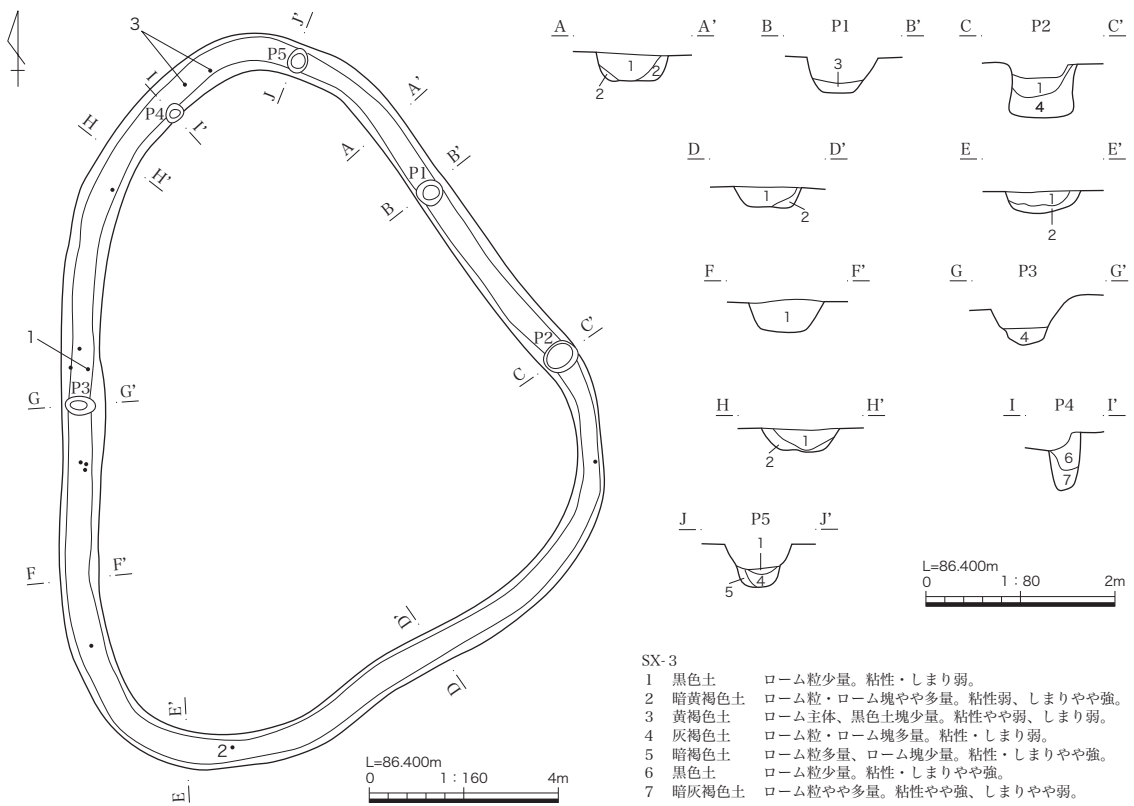 3
J'
P5
J
I
P4
I'
H
H'
A'
A
B'
P1
B
C'
P2
C
1
P3
G
G'
F
F'
D'
D
E'
2
E
L=86.400m
0 1：160 4m
A A'
1
2
2
B P1 B'
3
C P2 C'
1
4
D D'
1
2
E E'
1
2
F F'
1
G P3 G'
4
H H'
1
2
I P4 I'
6
7
J P5 J'
1
4
5
L=86.400m
0 1：80 2m
SX-3
1 黒色土 ローム粒少量。粘性・しまり弱。
2 暗黄褐色土 ローム粒・ローム塊やや多量。粘性弱、しまりやや強。
3 黄褐色土 ローム主体、黒色土塊少量。粘性やや弱、しまり弱。
4 灰褐色土 ローム粒・ローム塊多量。粘性・しまり弱。
5 暗褐色土 ローム粒多量、ローム塊少量。粘性・しまりやや強。
6 黒色土 ローム粒少量。粘性・しまりやや強。
7 暗灰褐色土 ローム粒やや多量。粘性やや強、しまりやや弱。